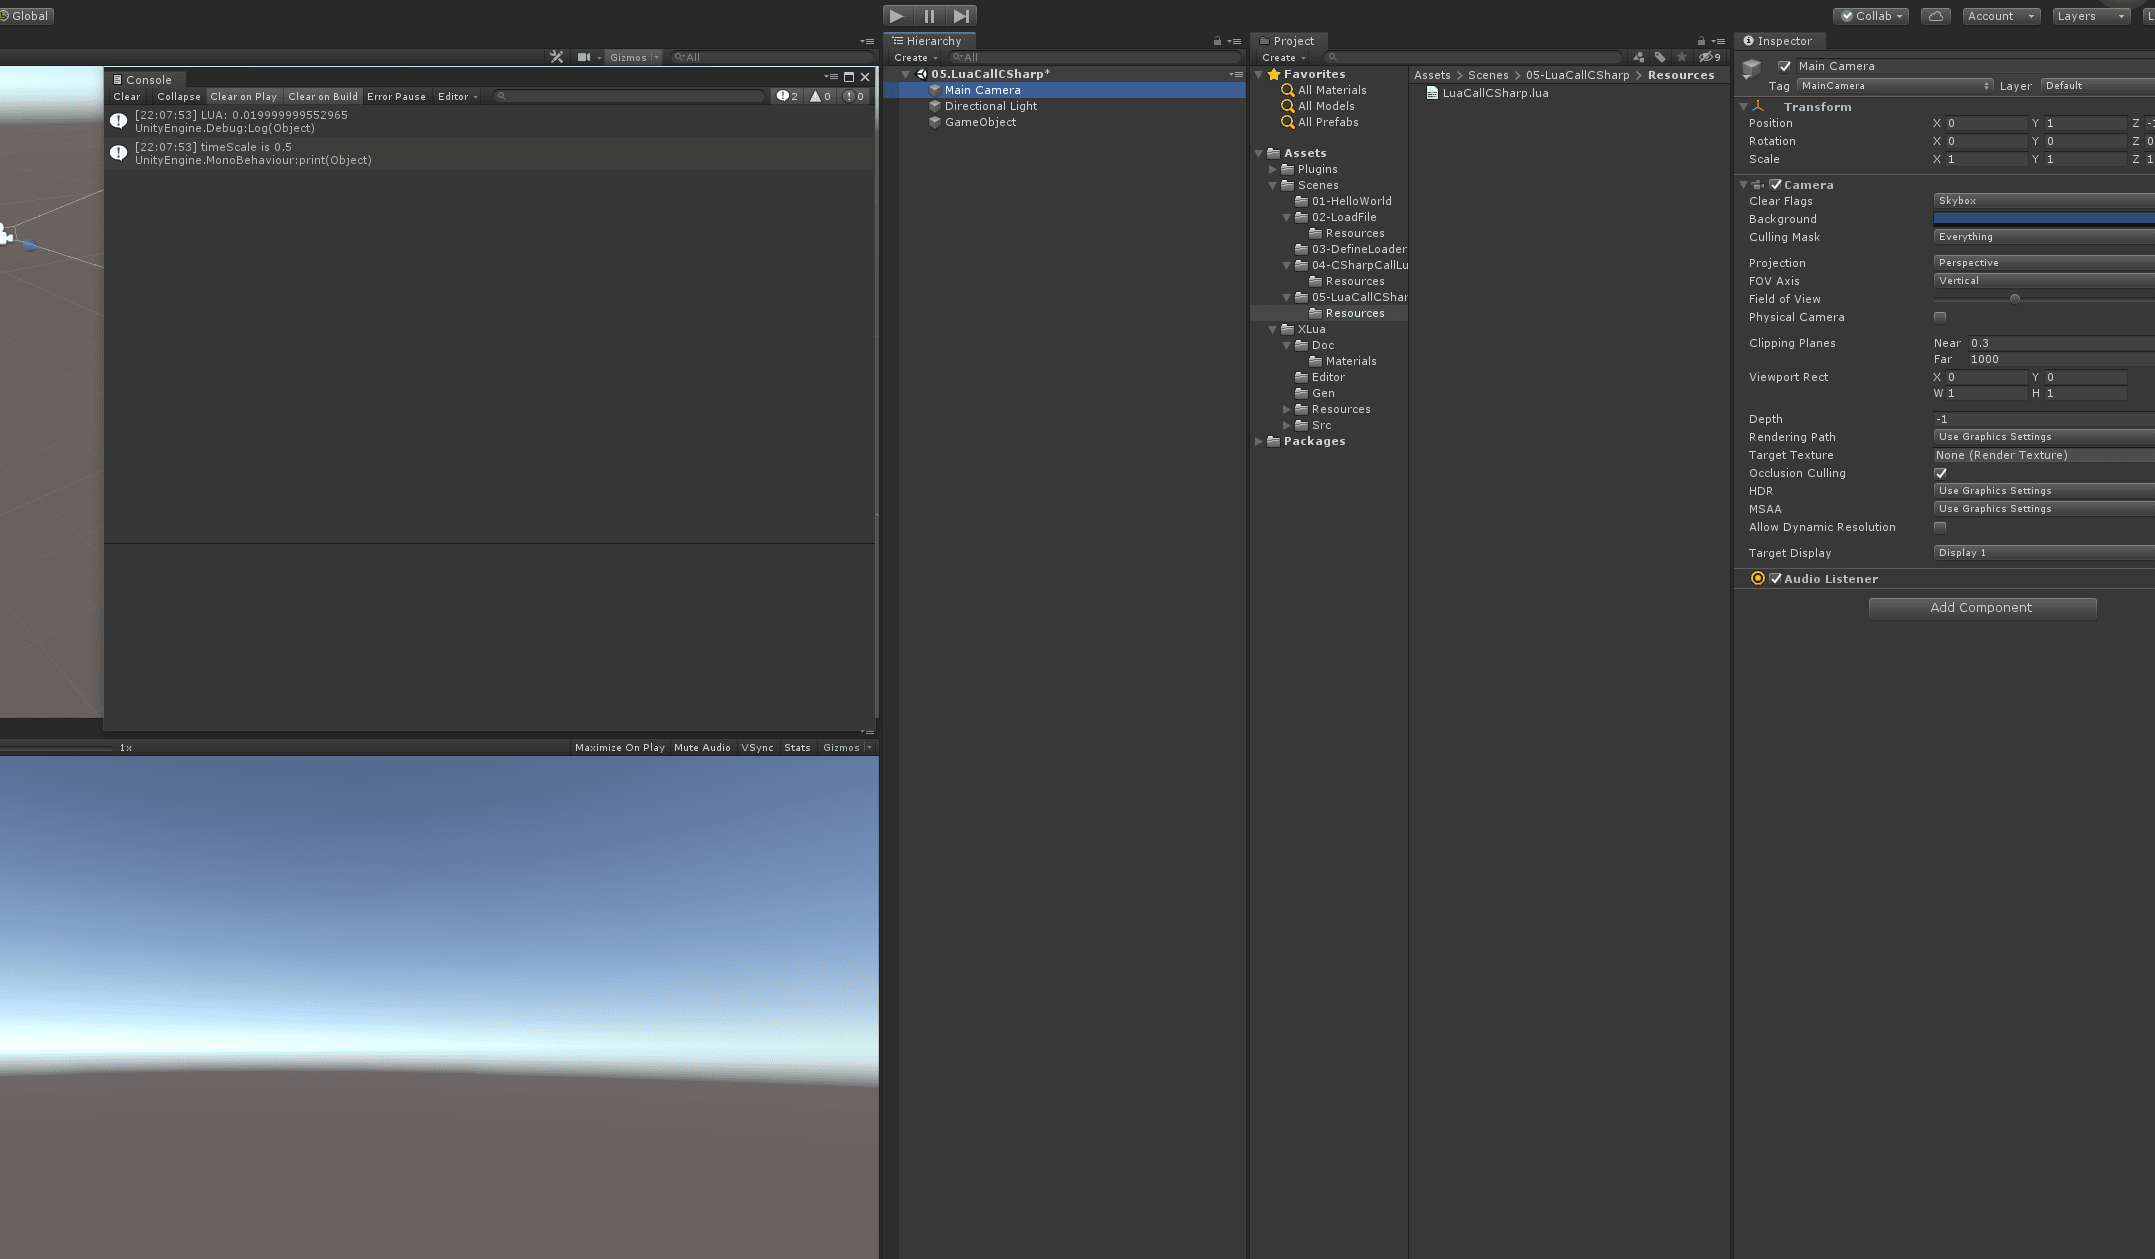 Global
Collab
Account
Layers
L
Gizmos
All
Console
Clear
Collapse
Clear on Play
Clear on Build
Error Pause
Editor
2
0
0
[22:07:53] LUA: 0.019999999552965
UnityEngine.Debug:Log(Object)
[22:07:53] timeScale is 0.5
UnityEngine.MonoBehaviour:print(Object)
1x
Maximize On Play
Mute Audio
VSync
Stats
Gizmos
Hierarchy
Create
All
05.LuaCallCSharp*
Main Camera
Directional Light
GameObject
Project
Create
9
Favorites
All Materials
All Models
All Prefabs
Assets
Plugins
Scenes
01-HelloWorld
02-LoadFile
Resources
03-DefineLoader
04-CSharpCallLu
Resources
05-LuaCallCShar
Resources
XLua
Doc
Materials
Editor
Gen
Resources
Src
Packages
Assets > Scenes > 05-LuaCallCSharp > Resources
LuaCallCSharp.lua
Inspector
Main Camera
Tag MainCamera Layer Default
Transform
Position X 0 Y 1 Z -1
Rotation X 0 Y 0 Z 0
Scale X 1 Y 1 Z 1
Camera
Clear Flags Skybox
Background
Culling Mask Everything
Projection Perspective
FOV Axis Vertical
Field of View
Physical Camera
Clipping Planes Near 0.3
Far 1000
Viewport Rect X 0 Y 0
W 1 H 1
Depth -1
Rendering Path Use Graphics Settings
Target Texture None (Render Texture)
Occlusion Culling
HDR Use Graphics Settings
MSAA Use Graphics Settings
Allow Dynamic Resolution
Target Display Display 1
Audio Listener
Add Component